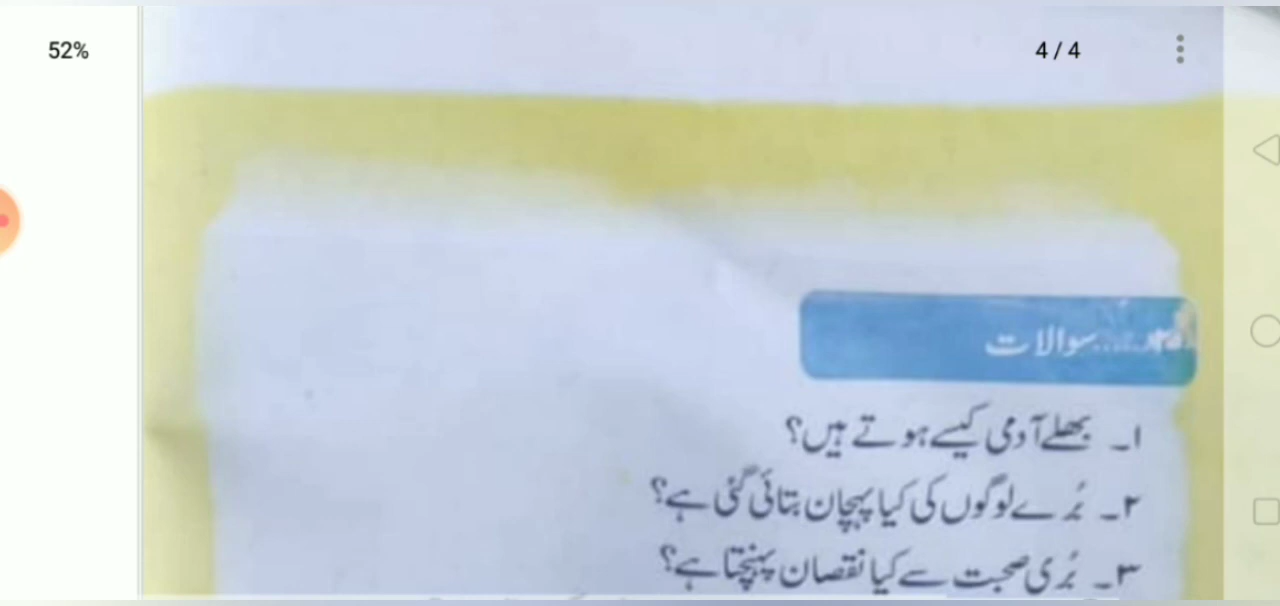 52%
4/4
سوالات
۱۔ بھلے آدمی کیسے ہوتے ہیں؟
۲۔ بُرے لوگوں کی کیا پہچان بتائی گئی ہے؟
۳۔ بُری صحبت سے کیا نقصان پہنچتا ہے؟